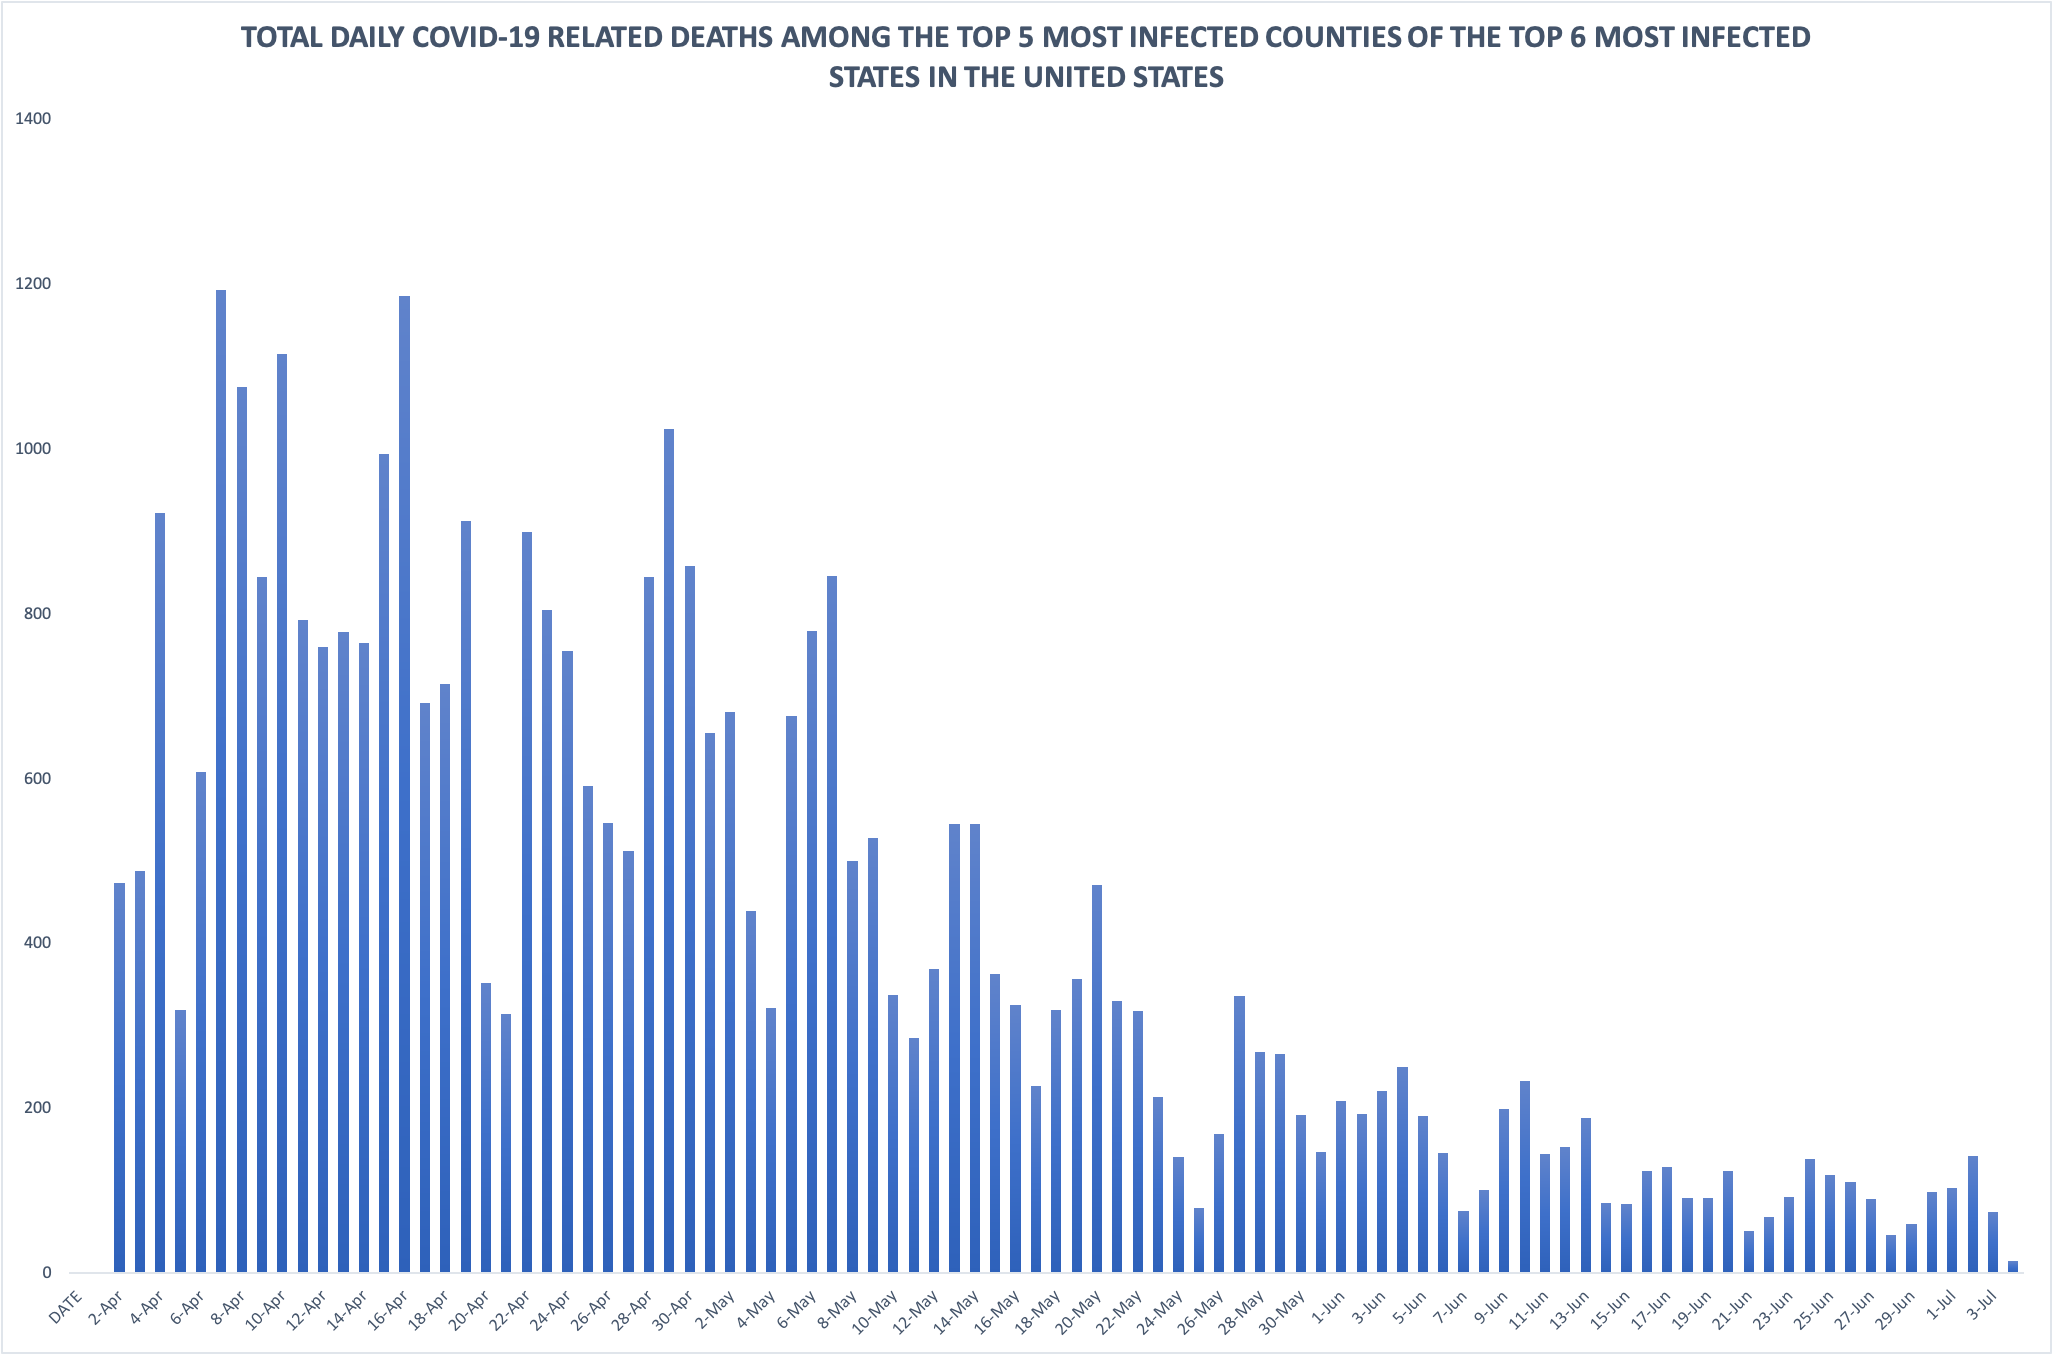 TOTAL DAILY COVID-19 RELATED DEATHS AMONG THE TOP 5 MOST INFECTED COUNTIES OF THE TOP 6 MOST INFECTED
STATES IN THE UNITED STATES
1400
1200
1000
800
600
400
200
0
DATE
2-Apr
4-Apr
6-Apr
8-Apr
10-Apr
12-Apr
14-Apr
16-Apr
18-Apr
20-Apr
22-Apr
24-Apr
26-Apr
28-Apr
30-Apr
2-May
4-May
6-May
8-May
10-May
12-May
14-May
16-May
18-May
20-May
22-May
24-May
26-May
28-May
30-May
1-Jun
3-Jun
5-Jun
7-Jun
9-Jun
11-Jun
13-Jun
15-Jun
17-Jun
19-Jun
21-Jun
23-Jun
25-Jun
27-Jun
29-Jun
1-Jul
3-Jul